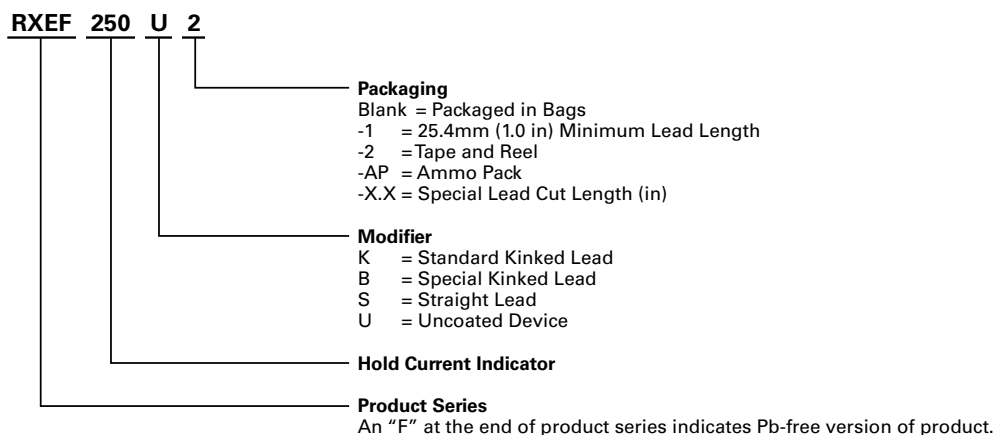 RXEF 250 U 2
Packaging
Blank = Packaged in Bags
-1 = 25.4mm (1.0 in) Minimum Lead Length
-2 =Tape and Reel
-AP = Ammo Pack
-X.X = Special Lead Cut Length (in)
Modifier
K = Standard Kinked Lead
B = Special Kinked Lead
S = Straight Lead
U = Uncoated Device
Hold Current Indicator
Product Series
An “F” at the end of product series indicates Pb-free version of product.